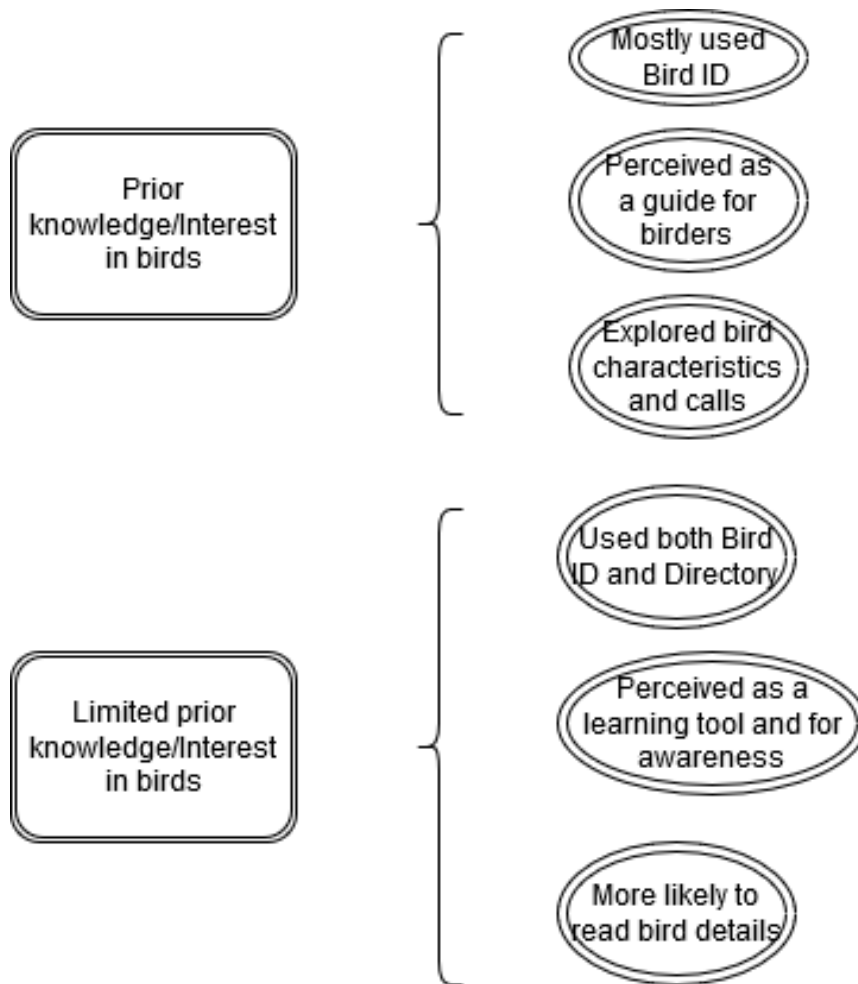 Mostly used
Bird ID
Perceived as
a guide for
birders
Prior
knowledge/Interest
in birds
Explored bird
characteristics
and calls
Used both Bird
ID and Directory
Perceived as a
learning tool and for
awareness
Limited prior
knowledge/Interest
in birds
More likely to
read bird details